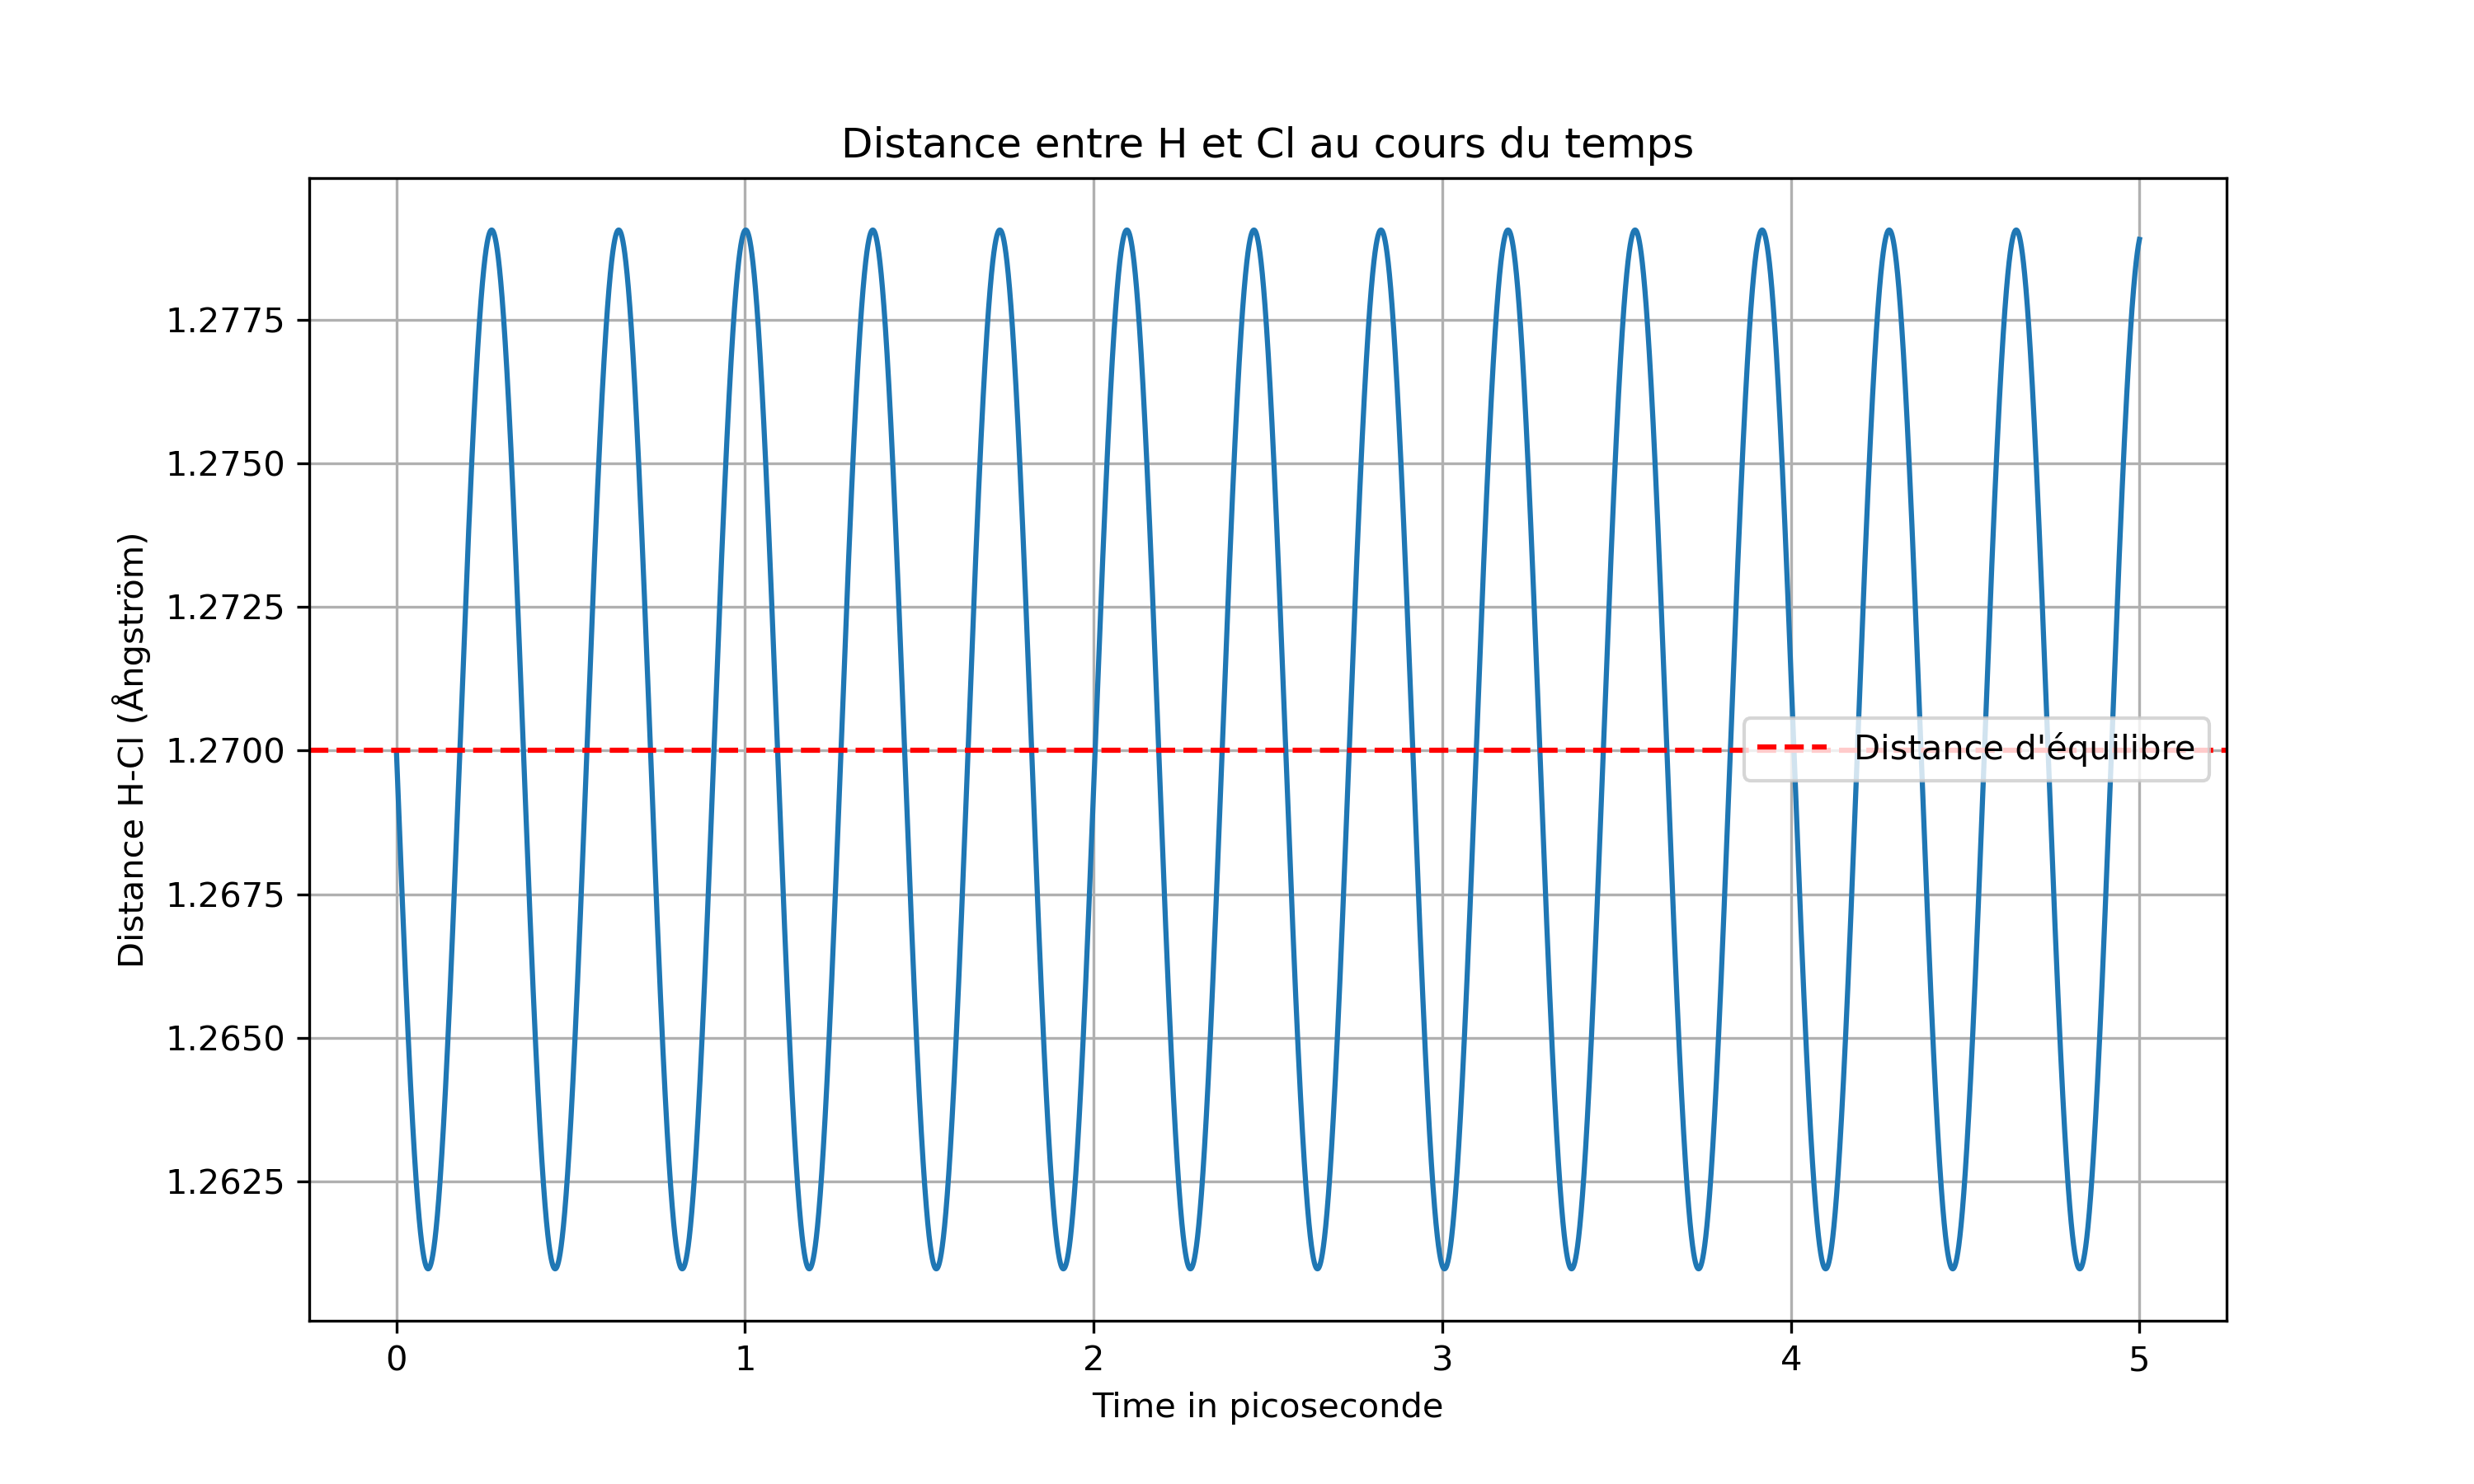 Distance entre H et Cl au cours du temps
Distance H-Cl (Ångström)
1.2775
1.2750
1.2725
1.2700
1.2675
1.2650
1.2625
Distance d'équilibre
0 1 2 3 4 5
Time in picoseconde